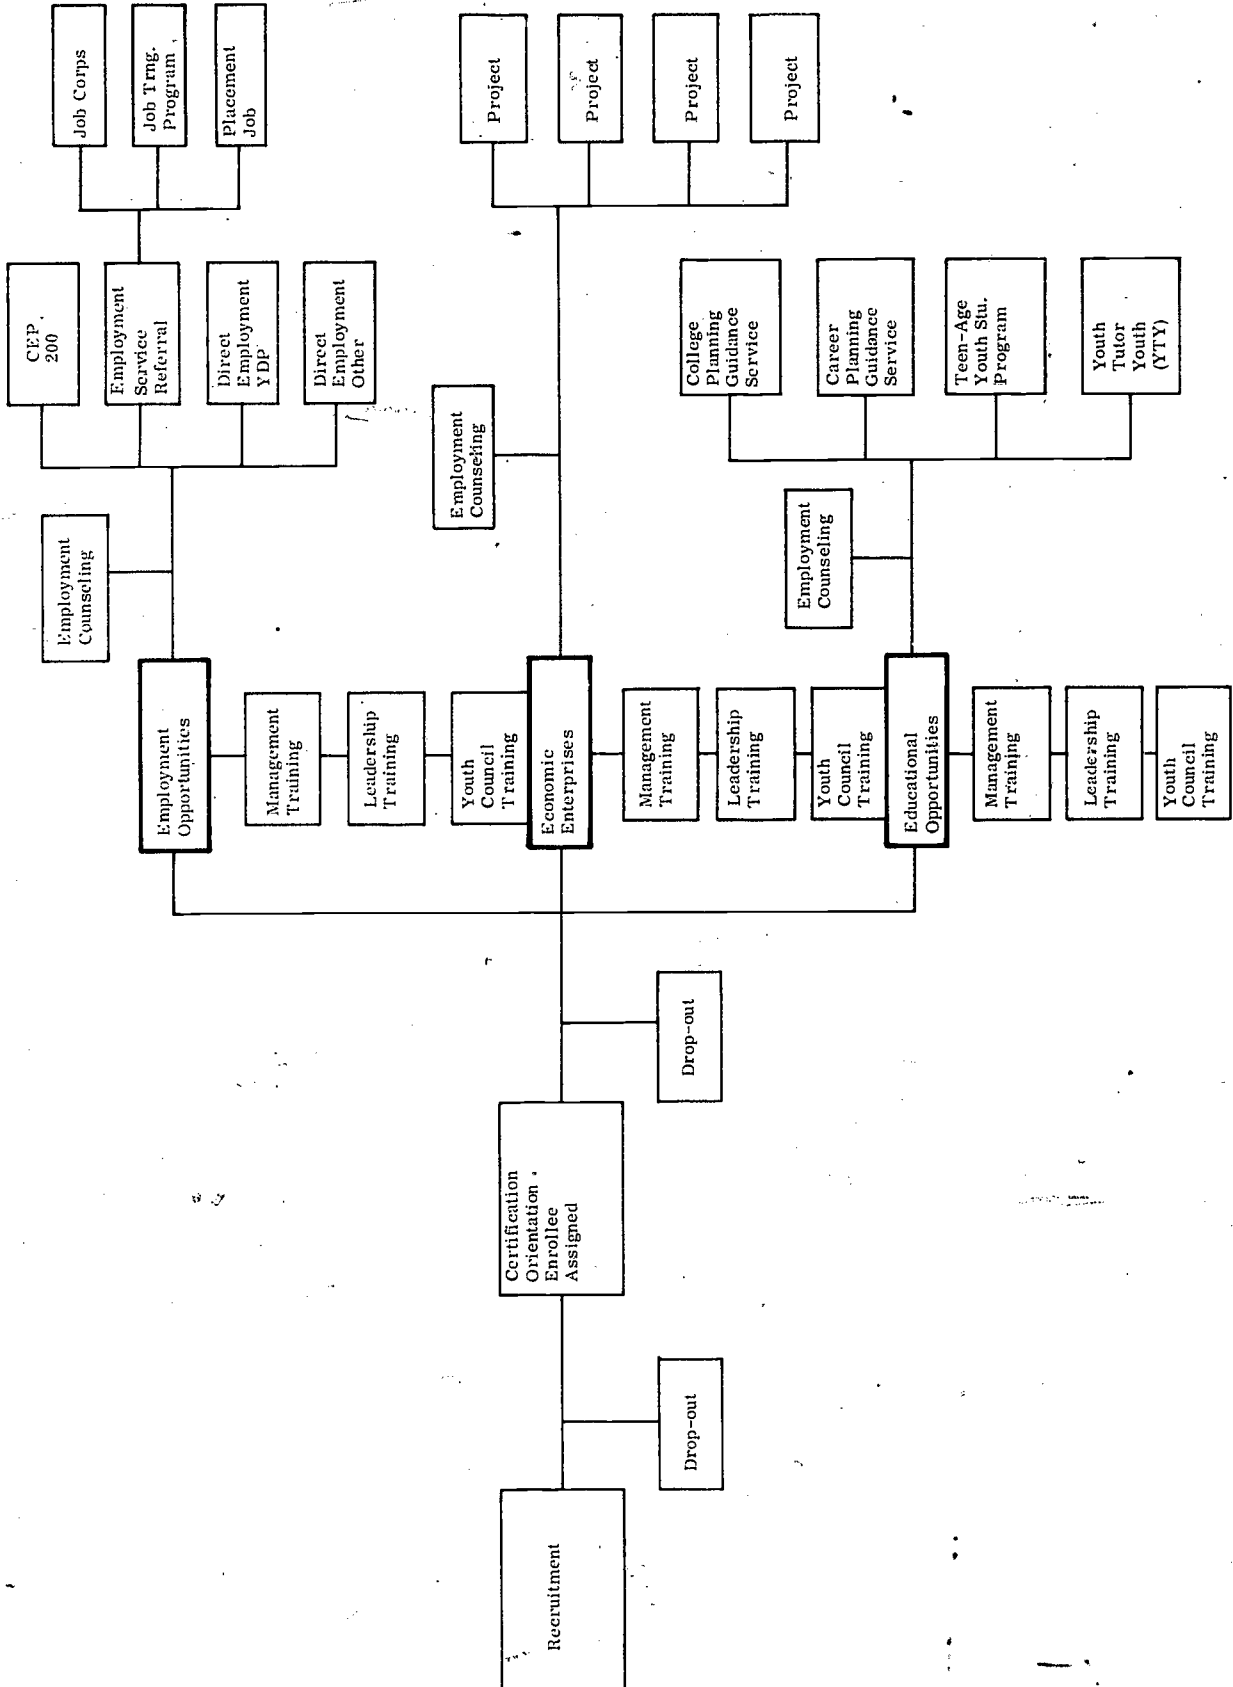 Recruitment
Drop-out
Certification
Orientation
Enrollee
Assigned
Drop-out
Employment
Opportunities
Management
Training
Leadership
Training
Youth
Council
Training
Economic
Enterprises
Management
Training
Leadership
Training
Youth
Council
Training
Educational
Opportunities
Management
Training
Leadership
Training
Youth
Council
Training
Employment
Counseling
Employment
Counseling
Employment
Counseling
CEP
200
Employment
Service
Referral
Direct
Employment
YDP
Direct
Employment
Other
College
Planning
Guidance
Service
Career
Planning
Guidance
Service
Teen-Age
Youth Stu.
Program
Youth
Tutor
Youth
(YTY)
Job Corps
Job Trng.
Program
Placement
Job
Project
Project
Project
Project